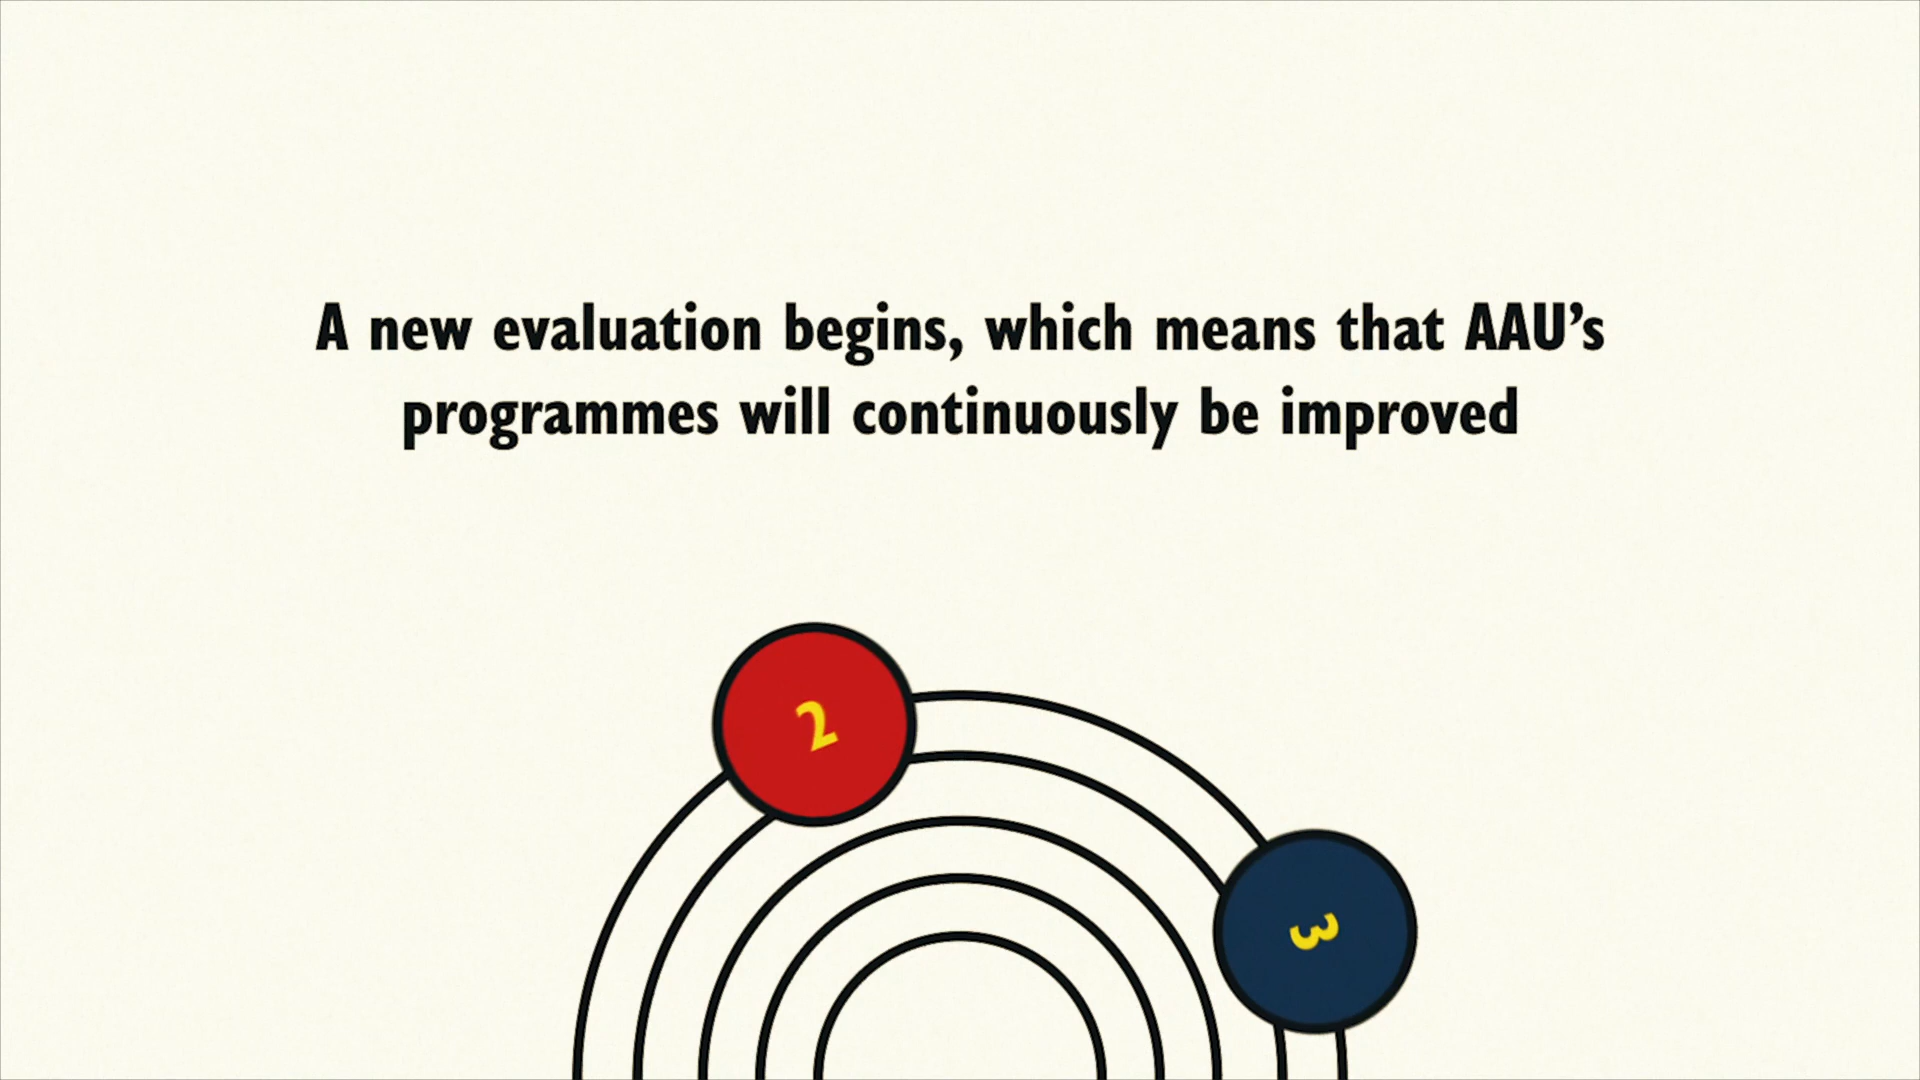 A new evaluation begins, which means that AAU’s
programmes will continuously be improved
2
3